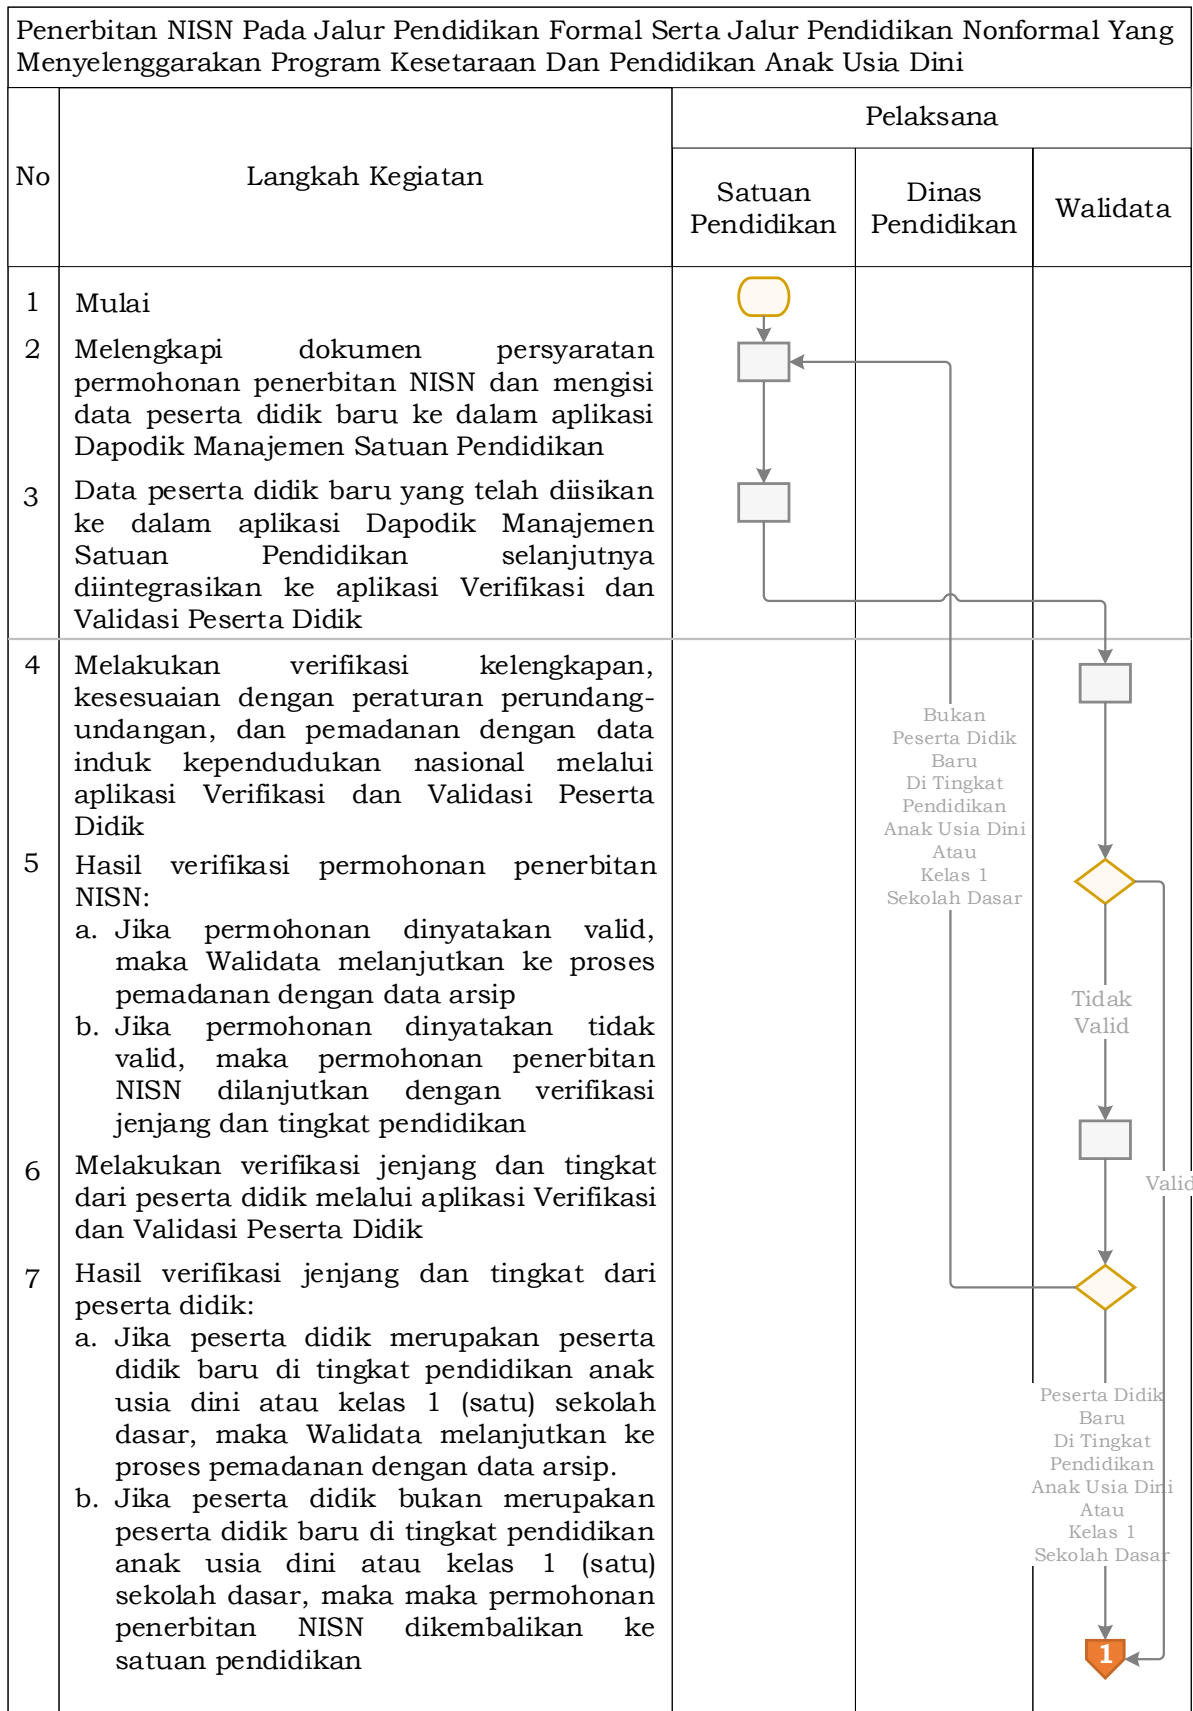 Penerbitan NISN Pada Jalur Pendidikan Formal Serta Jalur Pendidikan Nonformal Yang
Menyelenggarakan Program Kesetaraan Dan Pendidikan Anak Usia Dini
No
Langkah Kegiatan
Pelaksana
Satuan
Pendidikan
Dinas
Pendidikan
Walidata
1
Mulai
2
Melengkapi dokumen persyaratan
permohonan penerbitan NISN dan mengisi
data peserta didik baru ke dalam aplikasi
Dapodik Manajemen Satuan Pendidikan
3
Data peserta didik baru yang telah diisikan
ke dalam aplikasi Dapodik Manajemen
Satuan Pendidikan selanjutnya
diintegrasikan ke aplikasi Verifikasi dan
Validasi Peserta Didik
4
Melakukan verifikasi kelengkapan,
kesesuaian dengan peraturan perundang-
undangan, dan pemadanan dengan data
induk kependudukan nasional melalui
aplikasi Verifikasi dan Validasi Peserta
Didik
5
Hasil verifikasi permohonan penerbitan
NISN:
a. Jika permohonan dinyatakan valid,
maka Walidata melanjutkan ke proses
pemadanan dengan data arsip
b. Jika permohonan dinyatakan tidak
valid, maka permohonan penerbitan
NISN dilanjutkan dengan verifikasi
jenjang dan tingkat pendidikan
6
Melakukan verifikasi jenjang dan tingkat
dari peserta didik melalui aplikasi Verifikasi
dan Validasi Peserta Didik
7
Hasil verifikasi jenjang dan tingkat dari
peserta didik:
a. Jika peserta didik merupakan peserta
didik baru di tingkat pendidikan anak
usia dini atau kelas 1 (satu) sekolah
dasar, maka Walidata melanjutkan ke
proses pemadanan dengan data arsip.
b. Jika peserta didik bukan merupakan
peserta didik baru di tingkat pendidikan
anak usia dini atau kelas 1 (satu)
sekolah dasar, maka maka permohonan
penerbitan NISN dikembalikan ke
satuan pendidikan
Bukan
Peserta Didik
Baru
Di Tingkat
Pendidikan
Anak Usia Dini
Atau
Kelas 1
Sekolah Dasar
Tidak
Valid
Valid
Peserta Didik
Baru
Di Tingkat
Pendidikan
Anak Usia Dini
Atau
Kelas 1
Sekolah Dasar
1